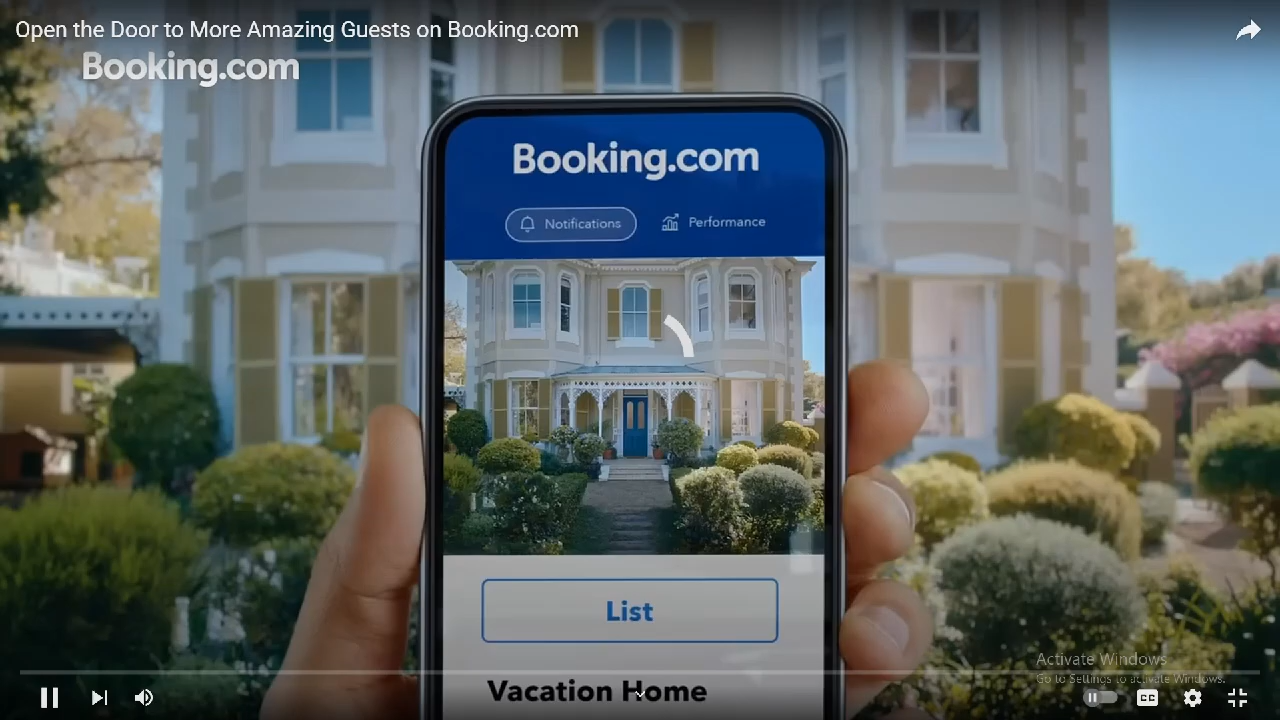 Open the Door to More Amazing Guests on Booking.com
Booking.com
Booking.com
Notifications
Performance
List
Activate Windows
Go to Settings to activate Windows.
Vacation Home
CC